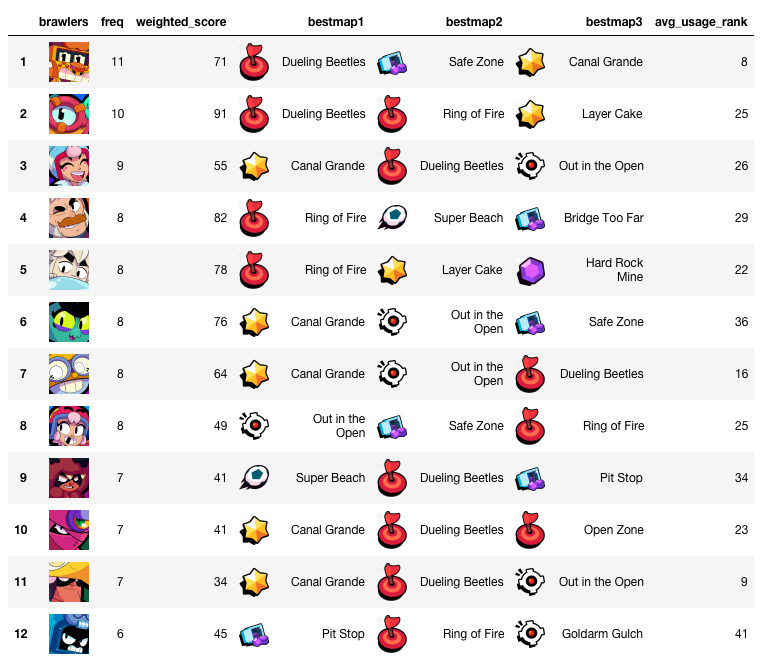 brawlers freq weighted_score bestmap1 bestmap2 bestmap3 avg_usage_rank
1 11 71 Dueling Beetles Safe Zone Canal Grande 8
2 10 91 Dueling Beetles Ring of Fire Layer Cake 25
3 9 55 Canal Grande Dueling Beetles Out in the Open 26
4 8 82 Ring of Fire Super Beach Bridge Too Far 29
5 8 78 Ring of Fire Layer Cake Hard Rock
Mine 22
6 8 76 Canal Grande Out in the
Open Safe Zone 36
7 8 64 Canal Grande Out in the
Open Dueling Beetles 16
8 8 49 Out in the
Open Safe Zone Ring of Fire 25
9 7 41 Super Beach Dueling Beetles Pit Stop 34
10 7 41 Canal Grande Dueling Beetles Open Zone 23
11 7 34 Canal Grande Dueling Beetles Out in the Open 9
12 6 45 Pit Stop Ring of Fire Goldarm Gulch 41